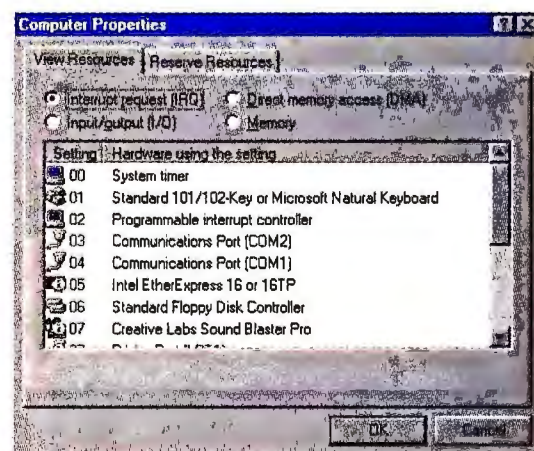 Computer Properties
View Resources Reserve Resources
Interrupt request (IRQ) Direct memory access (DMA)
Input/output (I/O) Memory
Setting Hardware using the setting
00 System timer
01 Standard 101/102-Key or Microsoft Natural Keyboard
02 Programmable interrupt controller
03 Communications Port (COM2)
04 Communications Port (COM1)
05 Intel EtherExpress 16 or 16TP
06 Standard Floppy Disk Controller
07 Creative Labs Sound Blaster Pro
OK Cancel